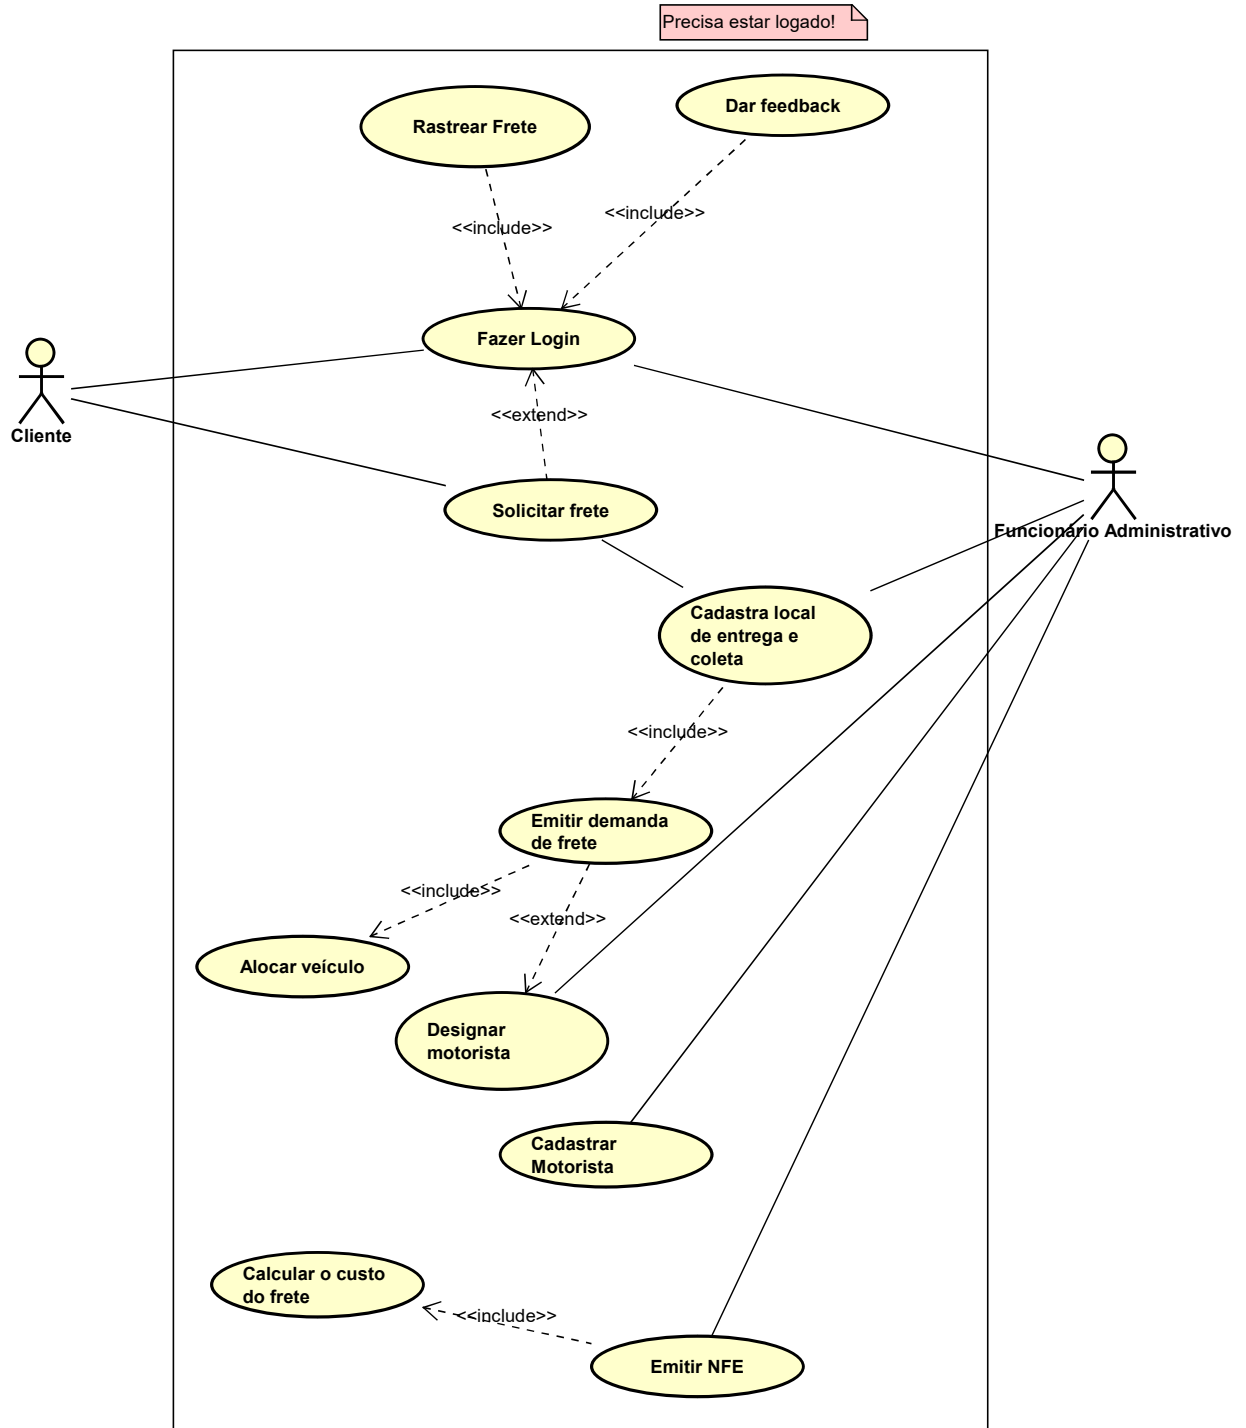 Precisa estar logado!
Dar feedback
Rastrear Frete
<<include>>
<<include>>
Fazer Login
<<extend>>
Cliente
Solicitar frete
Funcionário Administrativo
Cadastra local
de entrega e
coleta
<<include>>
Emitir demanda
de frete
<<include>>
<<extend>>
Alocar veículo
Designar
motorista
Cadastrar
Motorista
Calcular o custo
do frete
<<include>>
Emitir NFE